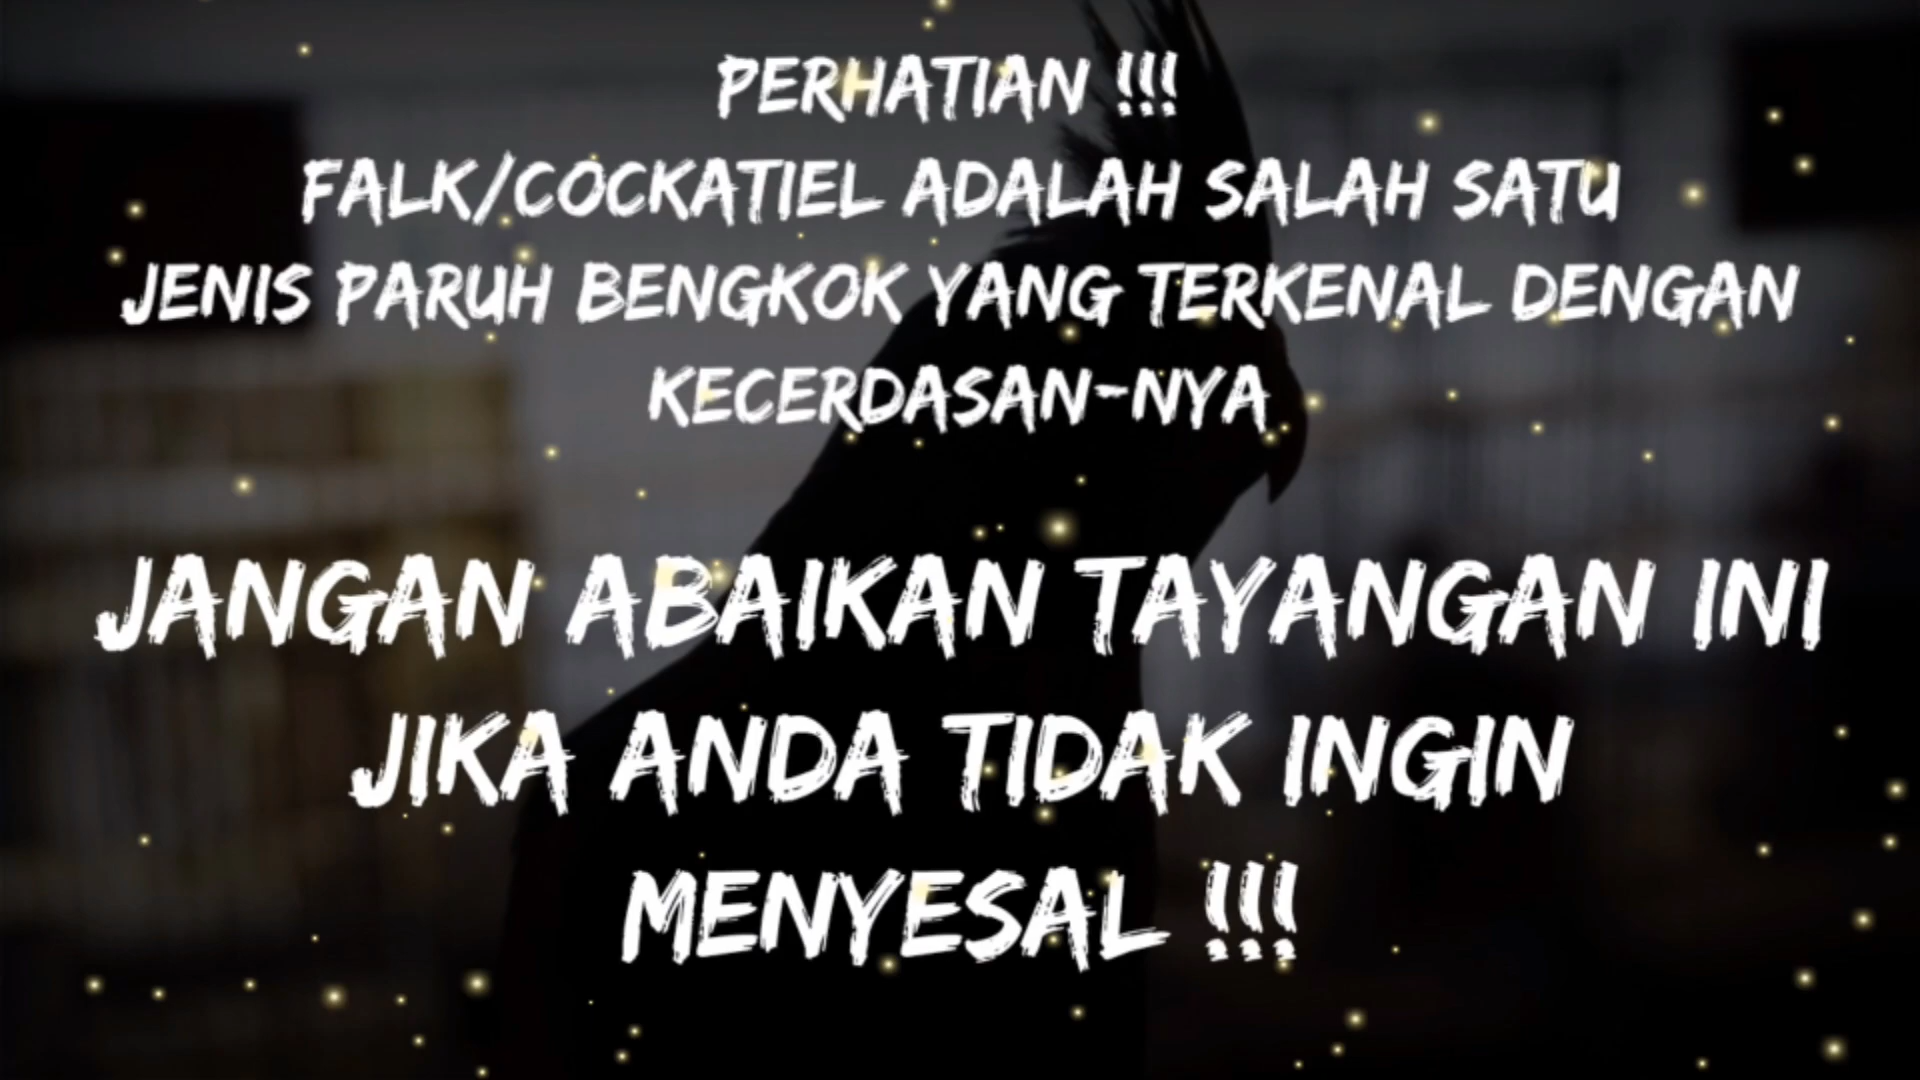 PERHATIAN !!!
FALK/COCKATIEL ADALAH SALAH SATU
JENIS PARUH BENGKOK YANG TERKENAL DENGAN
KECERDASAN-NYA
JANGAN ABAIKAN TAYANGAN INI
JIKA ANDA TIDAK INGIN
MENYESAL !!!